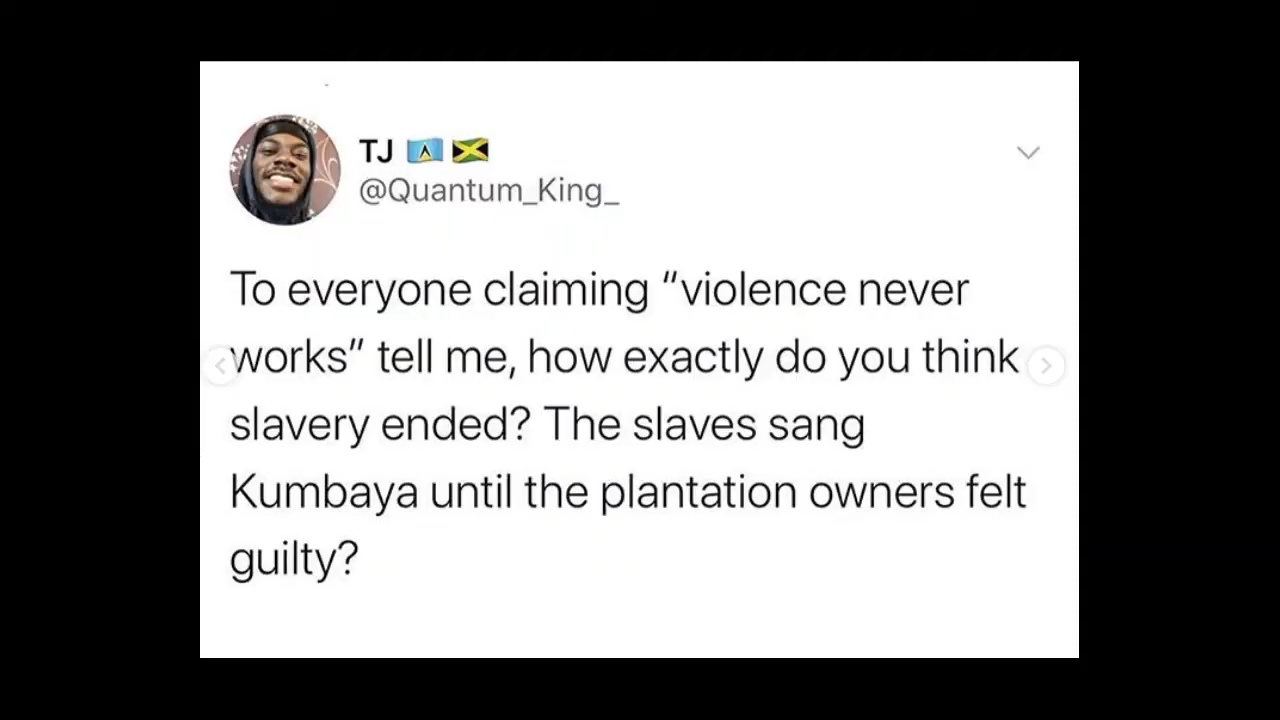 TJ 🇱🇨 🇯🇲
@Quantum_King_
To everyone claiming “violence never
works” tell me, how exactly do you think
slavery ended? The slaves sang
Kumbaya until the plantation owners felt
guilty?